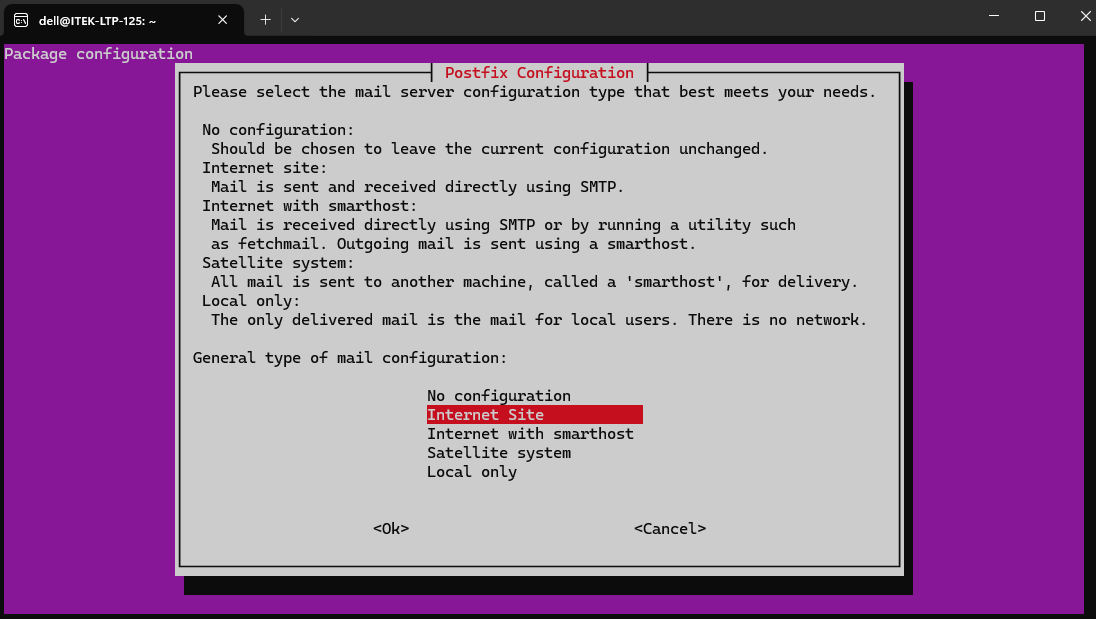 dell@ITEK-LTP-125: ~
Package configuration
Postfix Configuration
Please select the mail server configuration type that best meets your needs.
No configuration:
Should be chosen to leave the current configuration unchanged.
Internet site:
Mail is sent and received directly using SMTP.
Internet with smarthost:
Mail is received directly using SMTP or by running a utility such
as fetchmail. Outgoing mail is sent using a smarthost.
Satellite system:
All mail is sent to another machine, called a 'smarthost', for delivery.
Local only:
The only delivered mail is the mail for local users. There is no network.
General type of mail configuration:
No configuration
Internet Site
Internet with smarthost
Satellite system
Local only
<Ok> <Cancel>